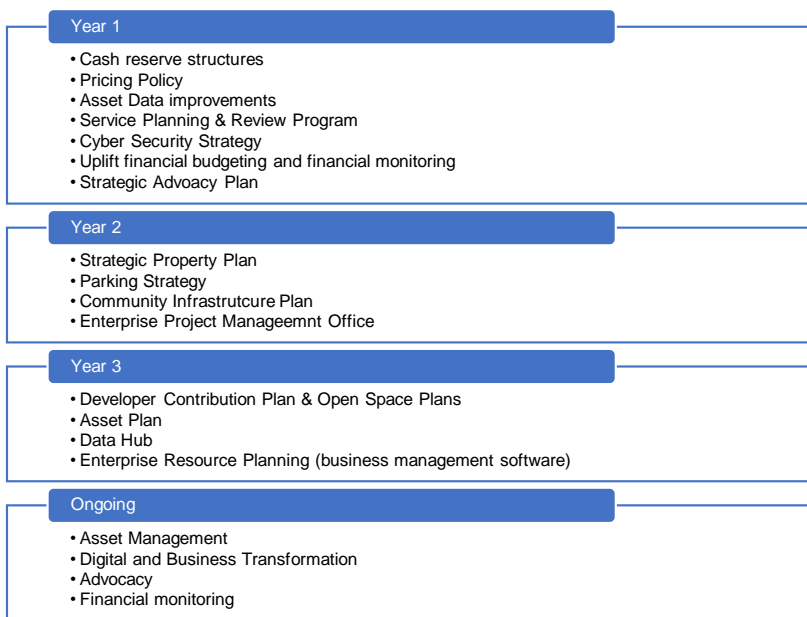 Year 1
• Cash reserve structures
• Pricing Policy
• Asset Data improvements
• Service Planning & Review Program
• Cyber Security Strategy
• Uplift financial budgeting and financial monitoring
• Strategic Advoacy Plan
Year 2
• Strategic Property Plan
• Parking Strategy
• Community Infrastrutcure Plan
• Enterprise Project Manageemnt Office
Year 3
• Developer Contribution Plan & Open Space Plans
• Asset Plan
• Data Hub
• Enterprise Resource Planning (business management software)
Ongoing
• Asset Management
• Digital and Business Transformation
• Advocacy
• Financial monitoring